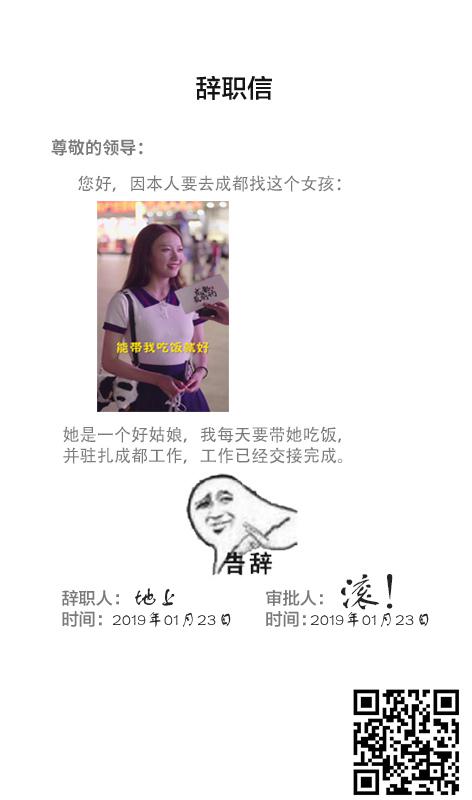 辞职信
尊敬的领导：
您好，因本人要去成都找这个女孩：
能带我吃饭就好
她是一个好姑娘，我每天要带她吃饭，
并驻扎成都工作，工作已经交接完成。
告辞
辞职人：地上 审批人：滚！
时间：2019年01月23日 时间：2019年01月23日